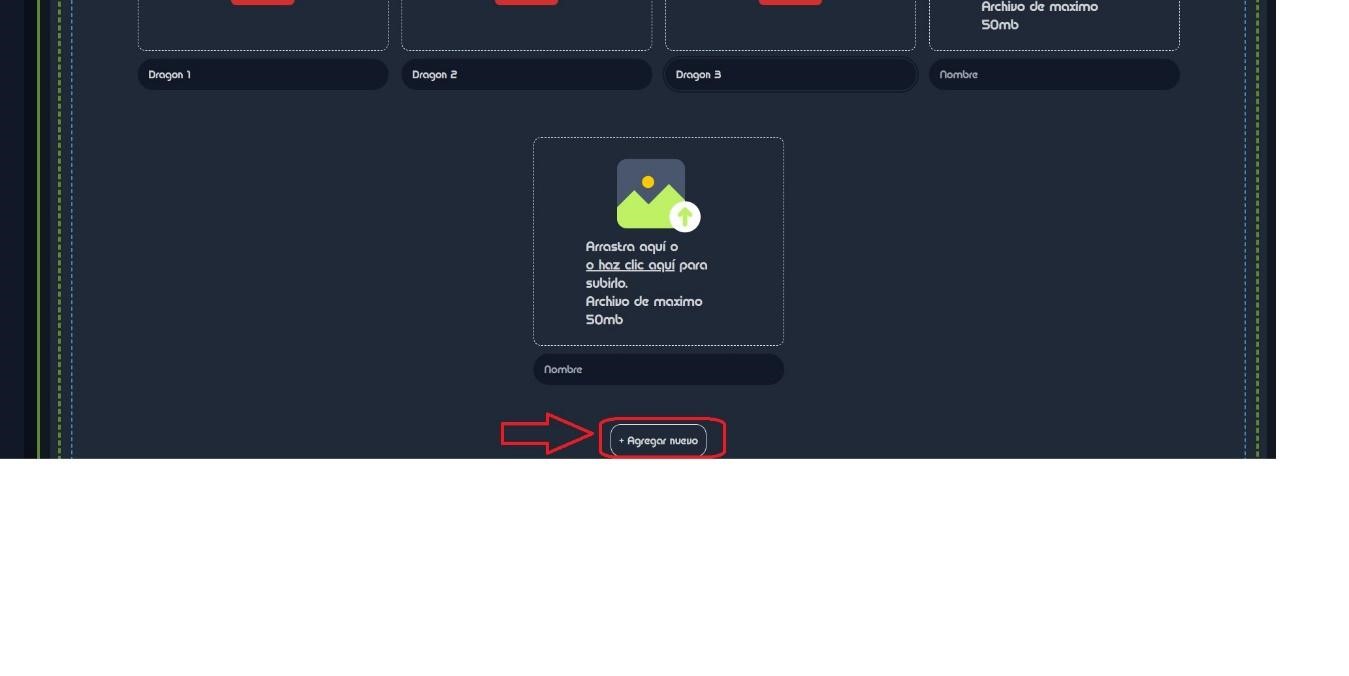 Archivo de maximo
50mb
Dragon 1
Dragon 2
Dragon 3
Nombre
Arrastra aquí o
o haz clic aquí para
subirlo.
Archivo de maximo
50mb
Nombre
+ Agregar nuevo